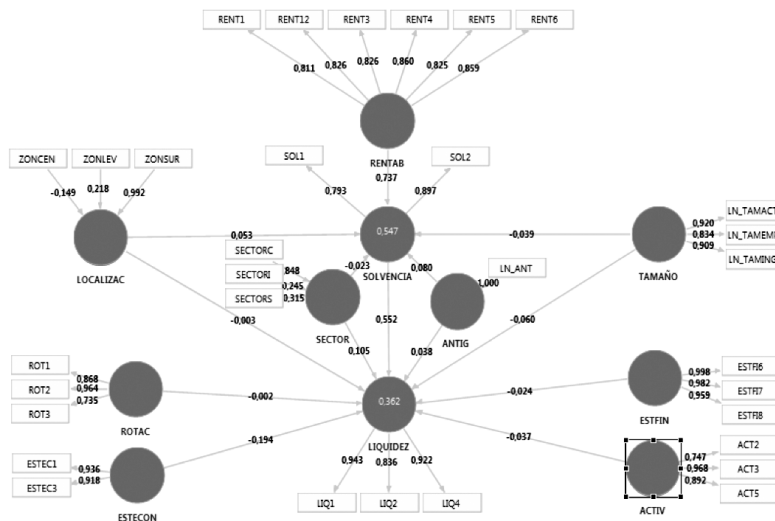 RENT1 RENT12 RENT3 RENT4 RENT5 RENT6
0,811 0,826 0,826 0,860 0,825 0,859
RENTAB
0,737
ZONCEN ZONLEV ZONSUR
-0,149 0,218 0,992
LOCALIZAC
SOL1 SOL2
0,793 0,897
0,547
SOLVENCIA
0,053
-0,039
LN_TAMACT
0,920
0,834
LN_TAMING
0,909
TAMAÑO
SECTORC
SECTORI
SECTORS
0,245
0,315
SECTOR
-0,023
0,080
LN_ANT
ANTIG
-0,003
0,105
0,552
0,038
-0,060
ROT1
ROT2
ROT3
0,868
0,964
0,735
ROTAC
-0,002
0,362
LIQUIDEZ
-0,024
ESTFI6
ESTFI7
ESTFI8
0,998
0,982
0,959
ESTFIN
ESTEC1
ESTEC3
0,936
0,918
ESTECON
-0,194
-0,037
ACT2
ACT3
ACT5
0,747
0,968
0,892
ACTIV
0,943 0,836 0,922
LIQ1 LIQ2 LIQ4